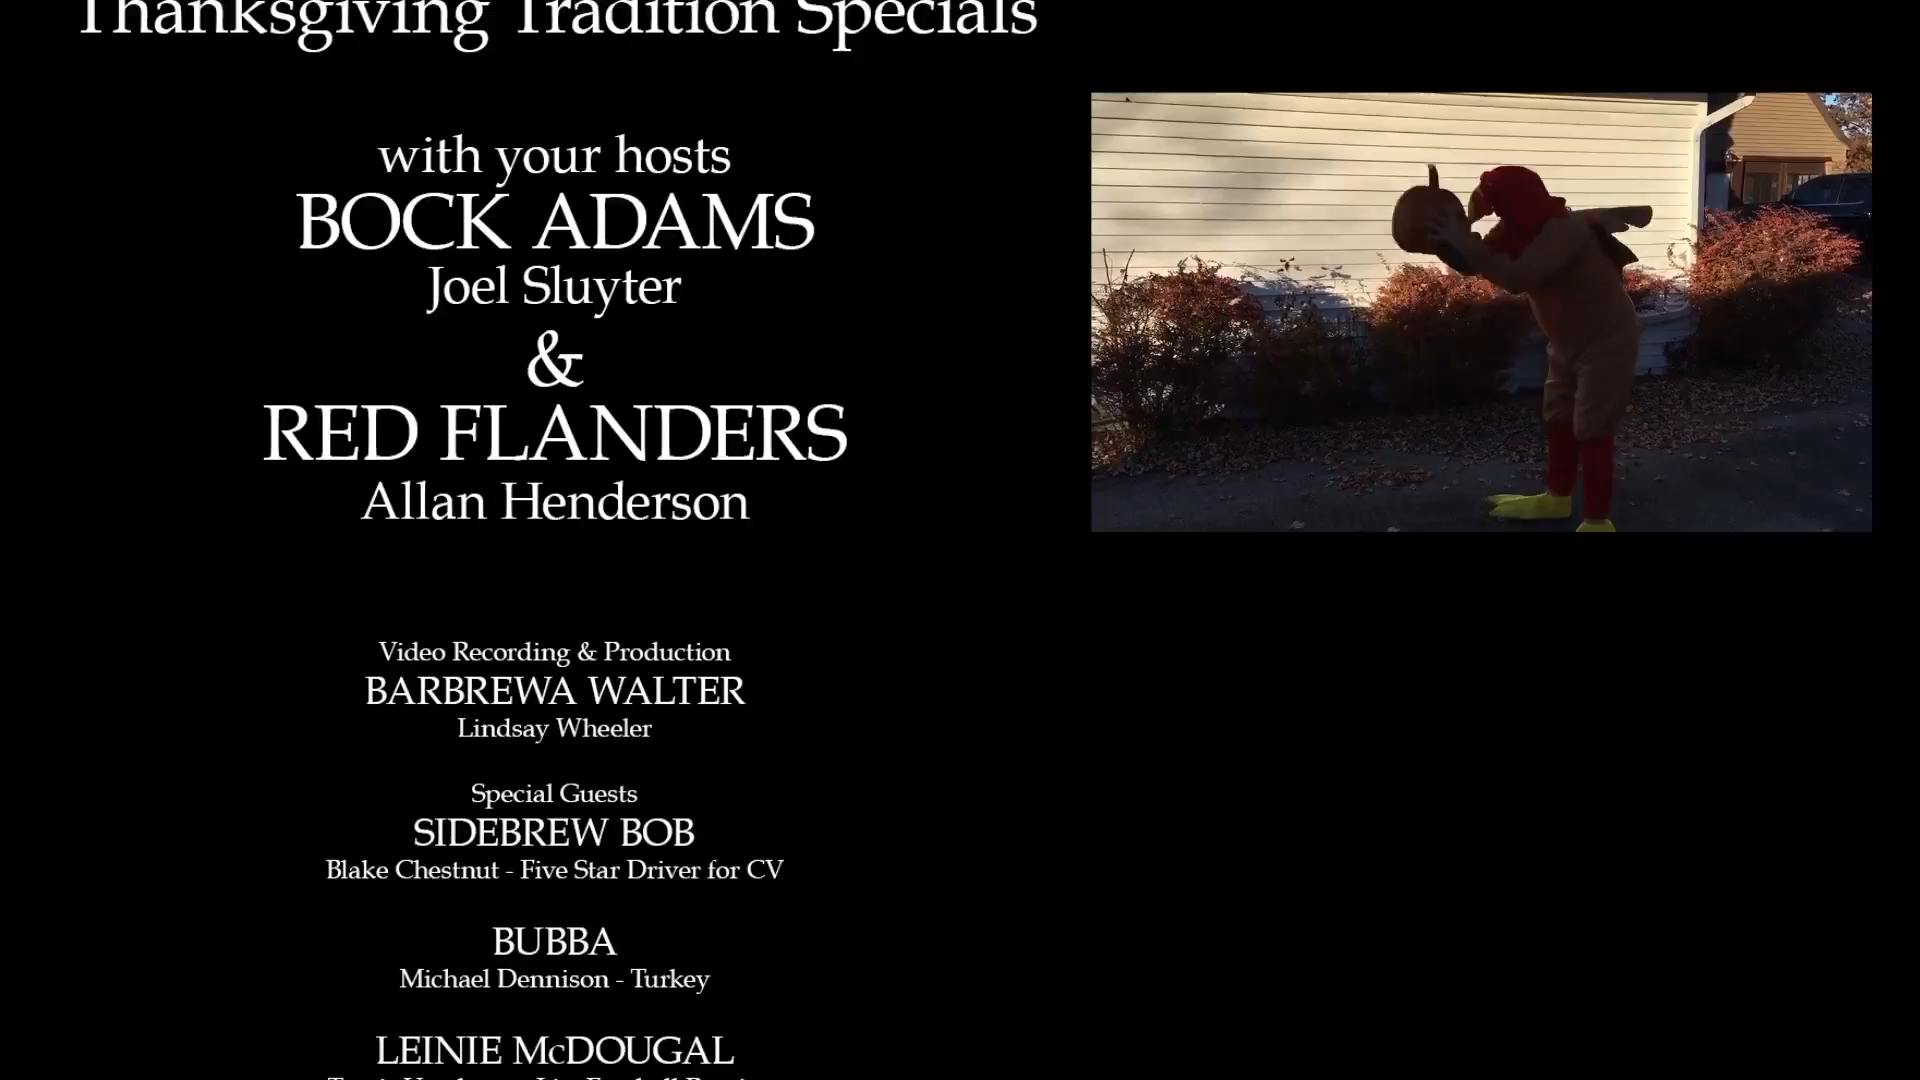 Thanksgiving Tradition Specials
with your hosts
BOCK ADAMS
Joel Sluyter
&
RED FLANDERS
Allan Henderson
Video Recording & Production
BARBREWA WALTER
Lindsay Wheeler
Special Guests
SIDEBREW BOB
Blake Chestnut - Five Star Driver for CV
BUBBA
Michael Dennison - Turkey
LEINIE McDOUGAL